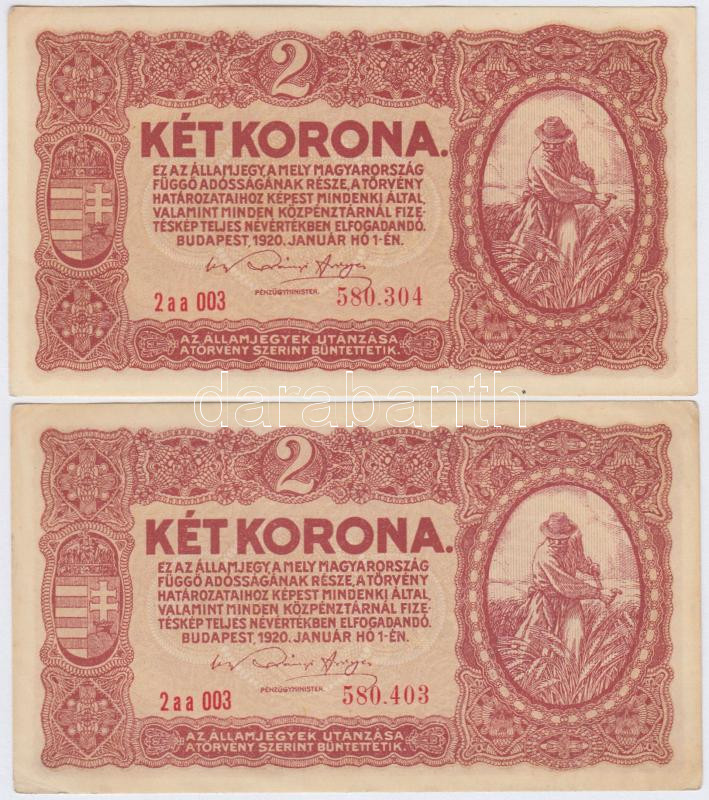 2
KÉT KORONA.
EZ AZ ÁLLAMJEGY, A MELY MAGYARORSZÁG
FÜGGŐ ADÓSSÁGÁNAK RÉSZE, A TÖRVÉNY
HATÁROZATAIHOZ KÉPEST MINDENKI ÁLTAL,
VALAMINT MINDEN KÖZPÉNZTÁRNÁL FIZE-
TÉSKÉP TELJES NÉVÉRTÉKBEN ELFOGADANDÓ.
BUDAPEST, 1920. JANUÁR HÓ 1-ÉN.
PÉNZÜGYMINISTER.
2aa 003
580.304
AZ ÁLLAMJEGYEK UTÁNZÁSA
A TÖRVÉNY SZERINT BÜNTETTETIK.
darabanth
2
KÉT KORONA.
EZ AZ ÁLLAMJEGY, A MELY MAGYARORSZÁG
FÜGGŐ ADÓSSÁGÁNAK RÉSZE, A TÖRVÉNY
HATÁROZATAIHOZ KÉPEST MINDENKI ÁLTAL,
VALAMINT MINDEN KÖZPÉNZTÁRNÁL FIZE-
TÉSKÉP TELJES NÉVÉRTÉKBEN ELFOGADANDÓ.
BUDAPEST, 1920. JANUÁR HÓ 1-ÉN.
PÉNZÜGYMINISTER.
2aa 003
580.403
AZ ÁLLAMJEGYEK UTÁNZÁSA
A TÖRVÉNY SZERINT BÜNTETTETIK.